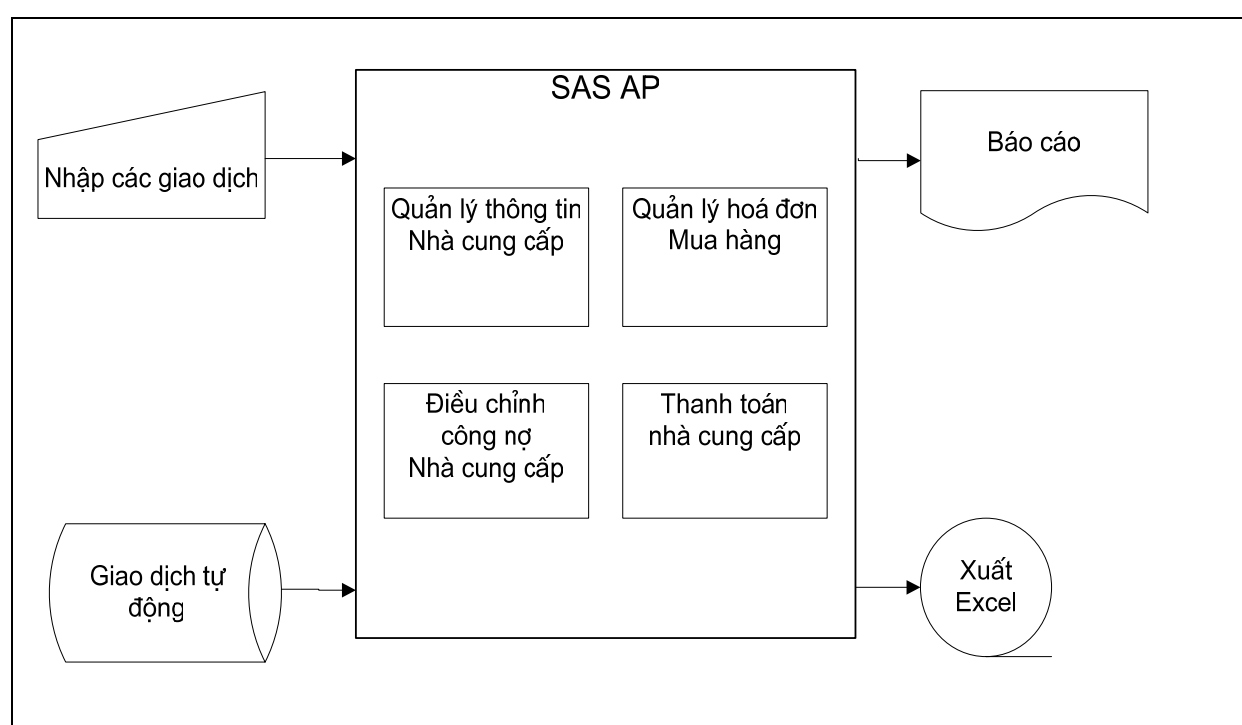 SAS AP
Nhập các giao dịch
Quản lý thông tin
Nhà cung cấp
Quản lý hoá đơn
Mua hàng
Báo cáo
Điều chỉnh
công nợ
Nhà cung cấp
Thanh toán
nhà cung cấp
Giao dịch tự
động
Xuất
Excel